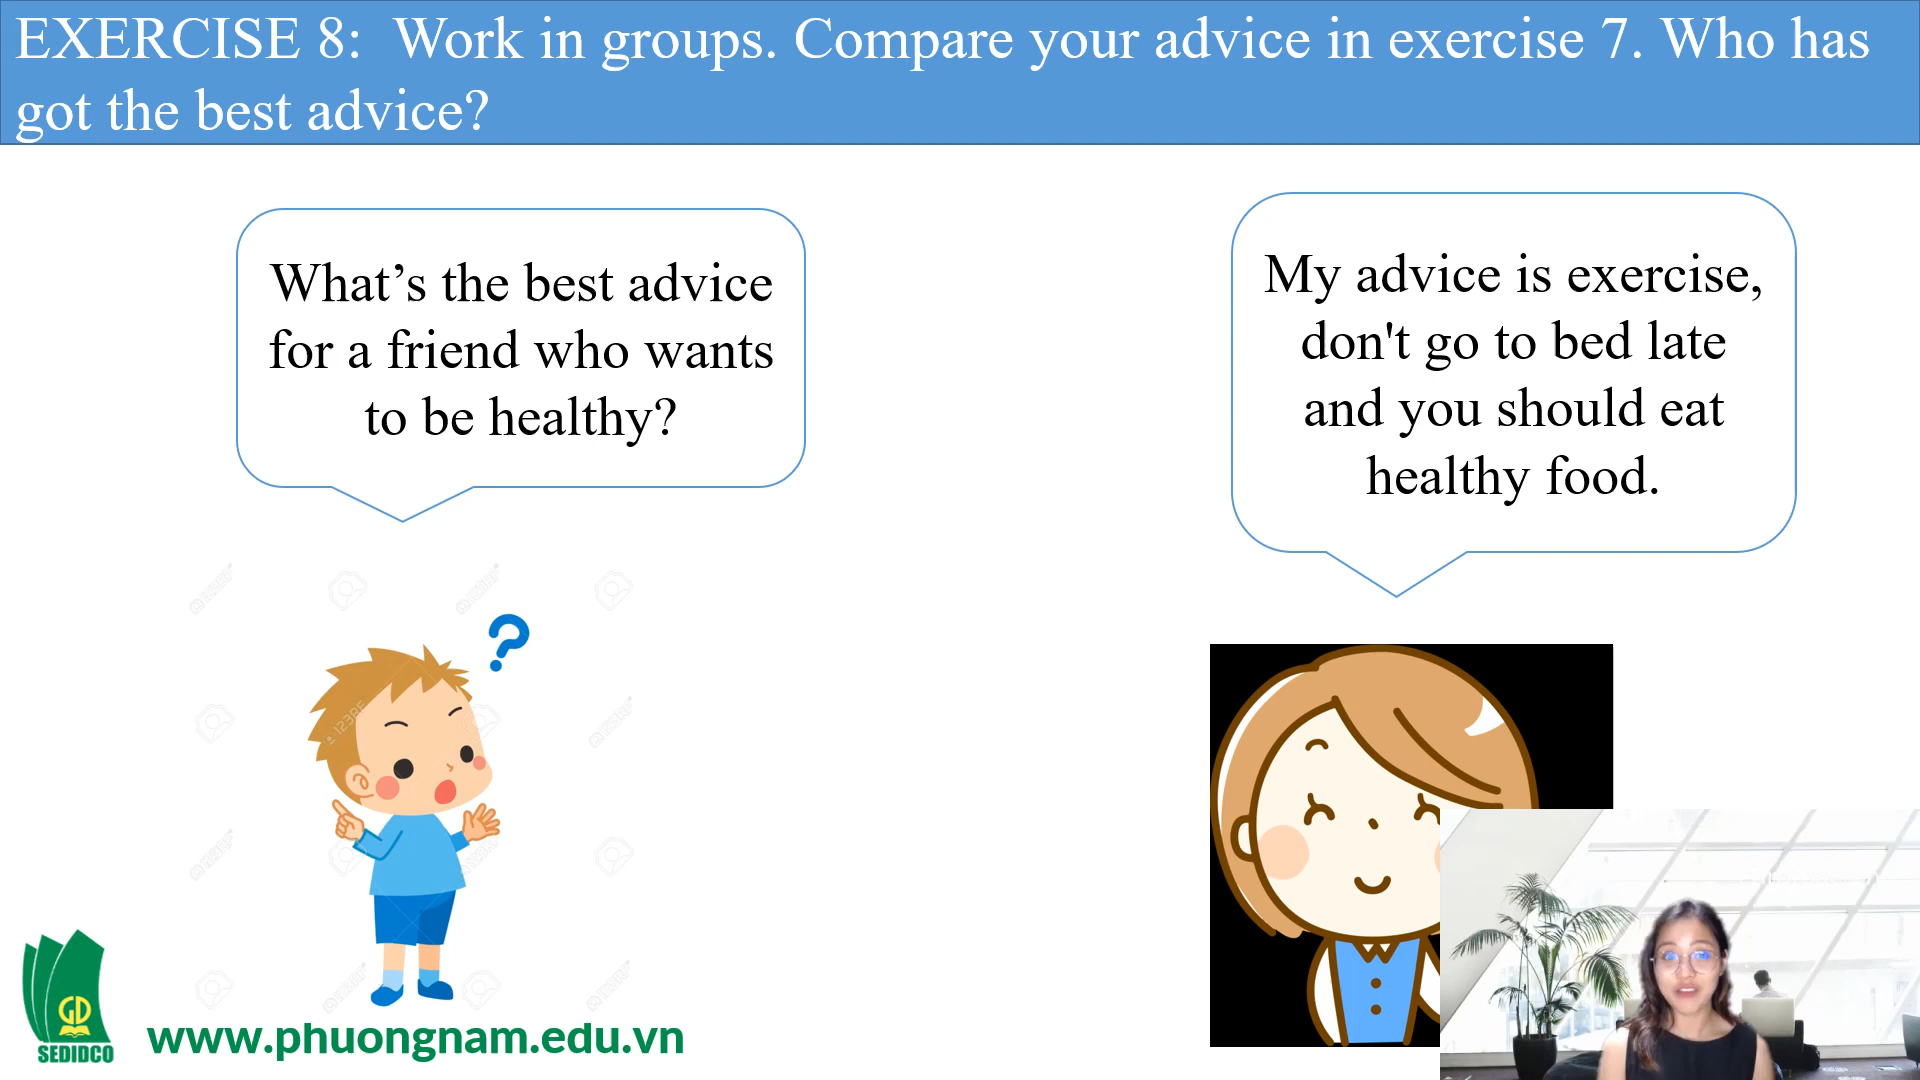 EXERCISE 8:  Work in groups. Compare your advice in exercise 7. Who has
got the best advice?
What’s the best advice
for a friend who wants
to be healthy?
My advice is exercise,
don't go to bed late
and you should eat
healthy food.
GD
SEDIDCO
www.phuongnam.edu.vn